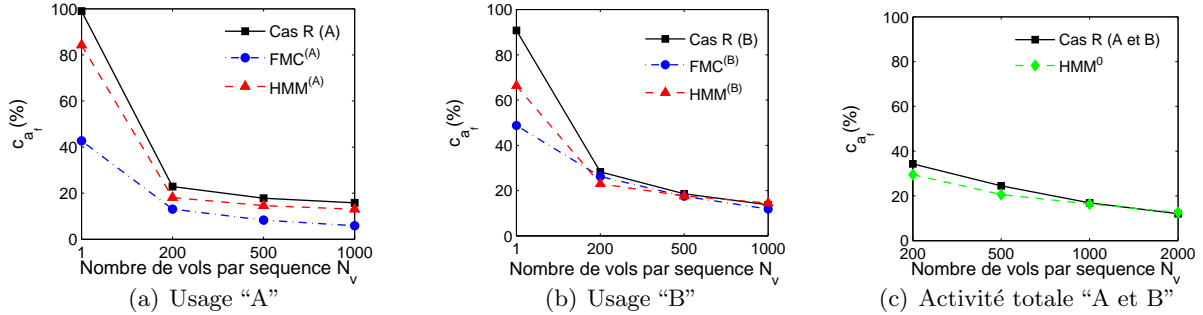 100
80
60
40
20
0
c_{a_f}(%)
Cas R (A)
FMC^{(A)}
HMM^{(A)}
1 200 500 1000
Nombre de vols par sequence N_v
(a) Usage “A”
100
80
60
40
20
0
c_{a_f}(%)
Cas R (B)
FMC^{(B)}
HMM^{(B)}
1 200 500 1000
Nombre de vols par sequence N_v
(b) Usage “B”
100
80
60
40
20
0
c_{a_f}(%)
Cas R (A et B)
HMM^0
200 500 1000 2000
Nombre de vols par sequence N_v
(c) Activité totale “A et B”